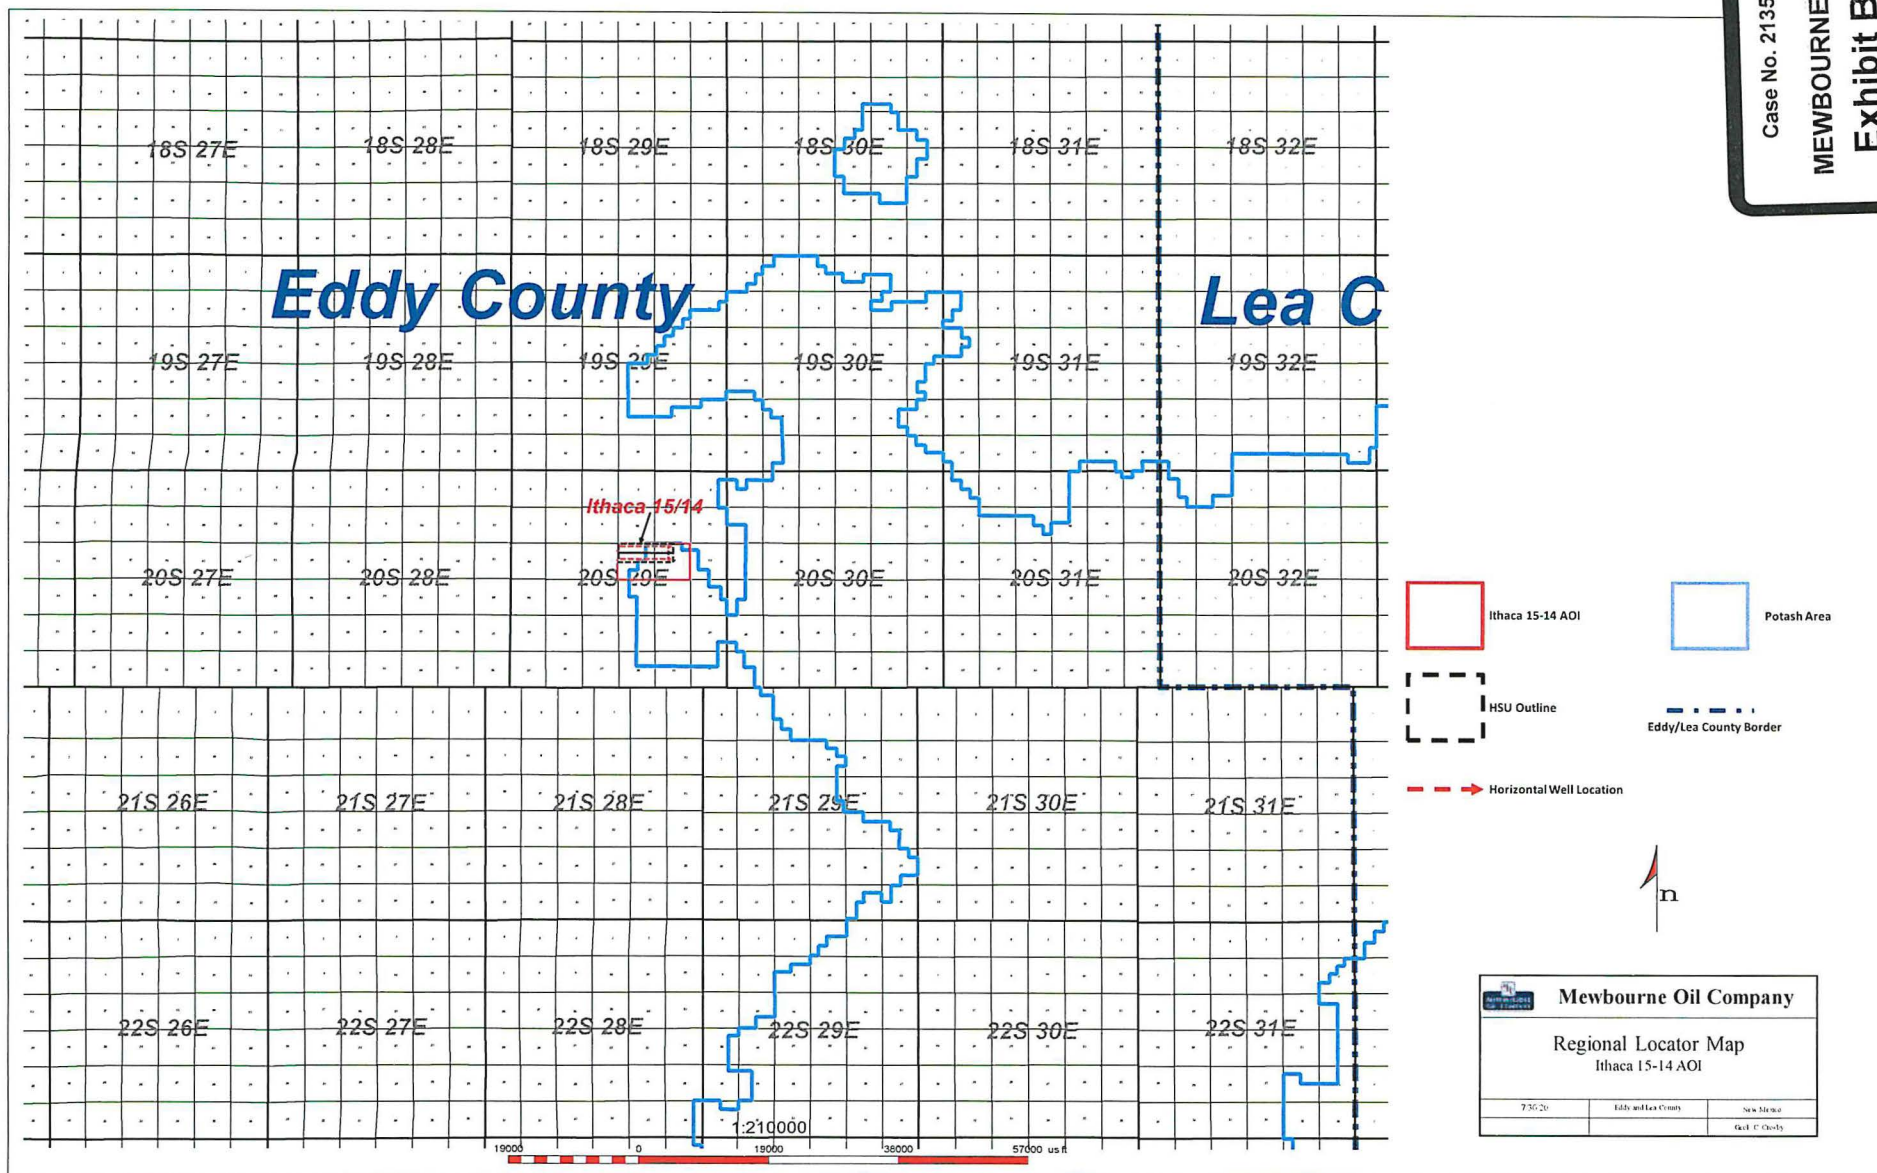 Case No. 2135
MEWBOURNE
Exhibit B
18S 27E
18S 28E
18S 29E
18S 30E
18S 31E
18S 32E
Eddy County
Lea C
19S 27E
19S 28E
19S 29E
19S 30E
19S 31E
19S 32E
Ithaca 15/14
20S 27E
20S 28E
20S 29E
20S 30E
20S 31E
20S 32E
21S 26E
21S 27E
21S 28E
21S 29E
21S 30E
21S 31E
22S 26E
22S 27E
22S 28E
22S 29E
22S 30E
22S 31E
1:210000
19000 0 19000 38000 57000 us ft
Ithaca 15-14 AOI
Potash Area
HSU Outline
Eddy/Lea County Border
Horizontal Well Location
n
Mewbourne Oil Company
Regional Locator Map
Ithaca 15-14 AOI
Eddy and Lea County
New Mexico